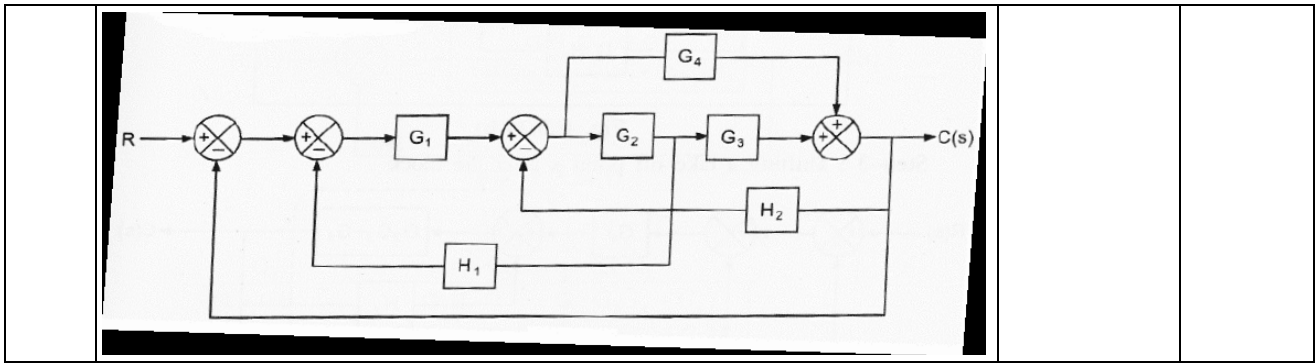 G₄
R + − + − G₁ + − G₂ G₃ + + C(s)
H₂
H₁